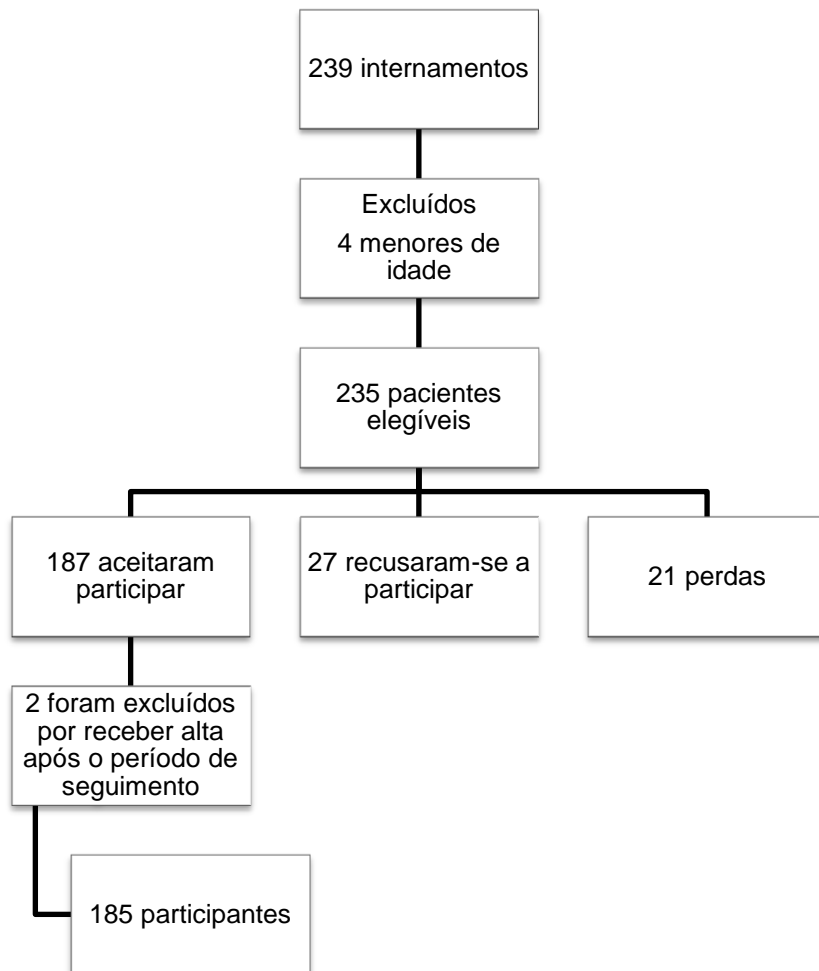 239 internamentos
Excluídos
4 menores de
idade
235 pacientes
elegíveis
187 aceitaram
participar
27 recusaram-se a
participar
21 perdas
2 foram excluídos
por receber alta
após o período de
seguimento
185 participantes